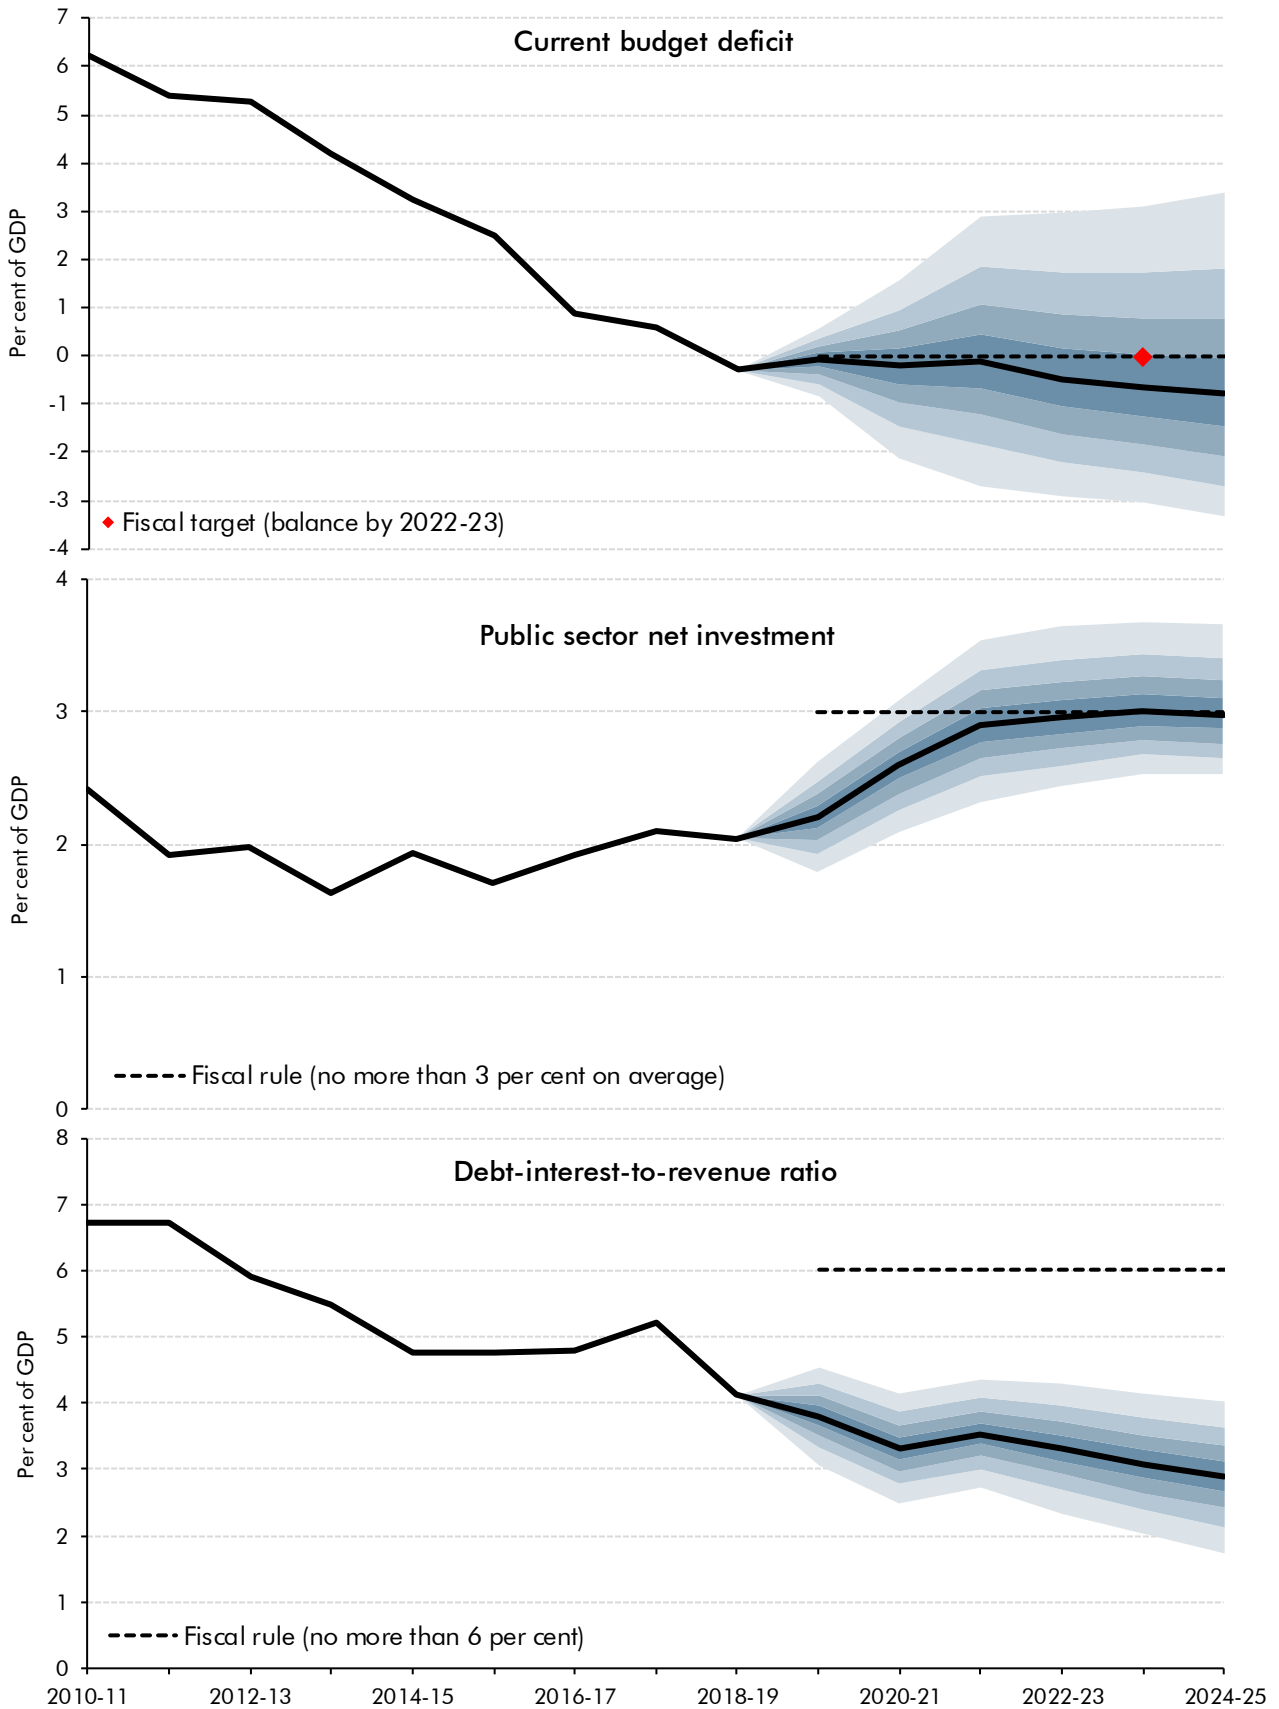 Current budget deficit
Per cent of GDP
7
6
5
4
3
2
1
0
-1
-2
-3
-4
Fiscal target (balance by 2022-23)
Public sector net investment
Per cent of GDP
4
3
2
1
0
Fiscal rule (no more than 3 per cent on average)
Debt-interest-to-revenue ratio
Per cent of GDP
8
7
6
5
4
3
2
1
0
Fiscal rule (no more than 6 per cent)
2010-11 2012-13 2014-15 2016-17 2018-19 2020-21 2022-23 2024-25